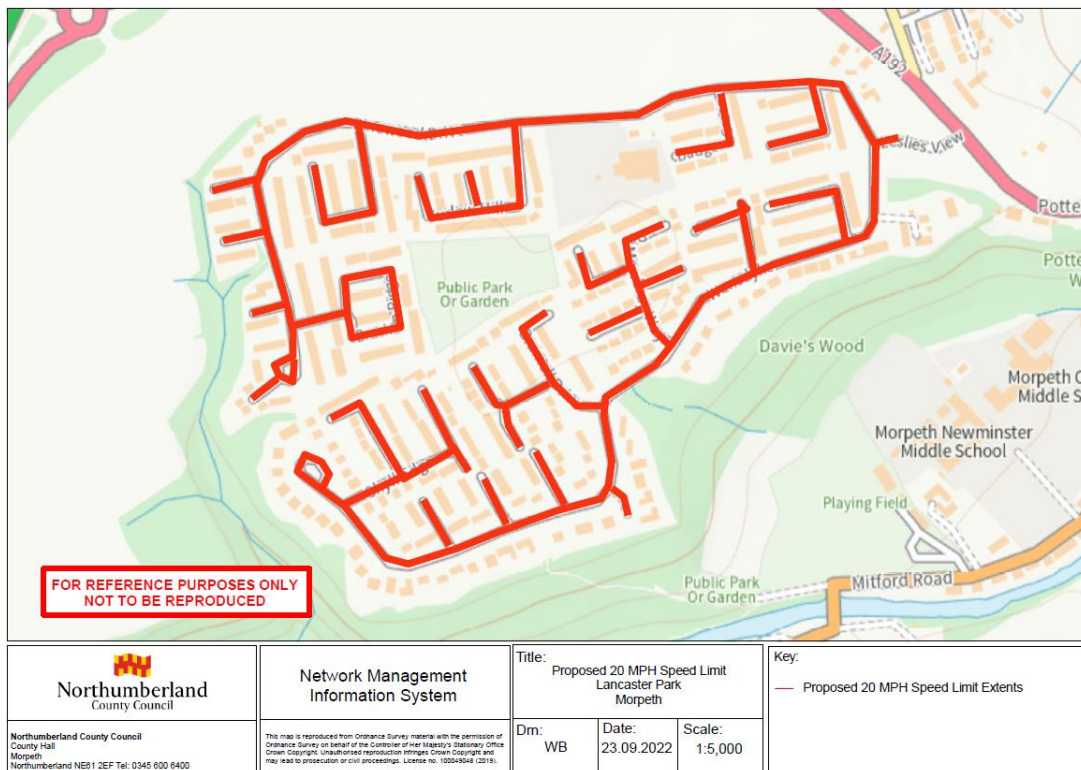 A192
Leslies View
Public Park
Or Garden
Davie's Wood
Morpeth Newminster
Middle School
Playing Field
Mitford Road
Public Park
Or Garden
FOR REFERENCE PURPOSES ONLY
NOT TO BE REPRODUCED
Northumberland
County Council
Northumberland County Council
County Hall
Morpeth
Northumberland NE61 2EF Tel: 0345 600 6400
Network Management
Information System
This map is reproduced from Ordnance Survey material with the permission of
Ordnance Survey on behalf of the Controller of Her Majesty's Stationary Office
Crown Copyright. Unauthorised reproduction infringes Crown Copyright and
may lead to prosecution or civil proceedings. License no. 100049048 (2019).
Title:
Proposed 20 MPH Speed Limit
Lancaster Park
Morpeth
Drn:
WB
Date:
23.09.2022
Scale:
1:5,000
Key:
Proposed 20 MPH Speed Limit Extents